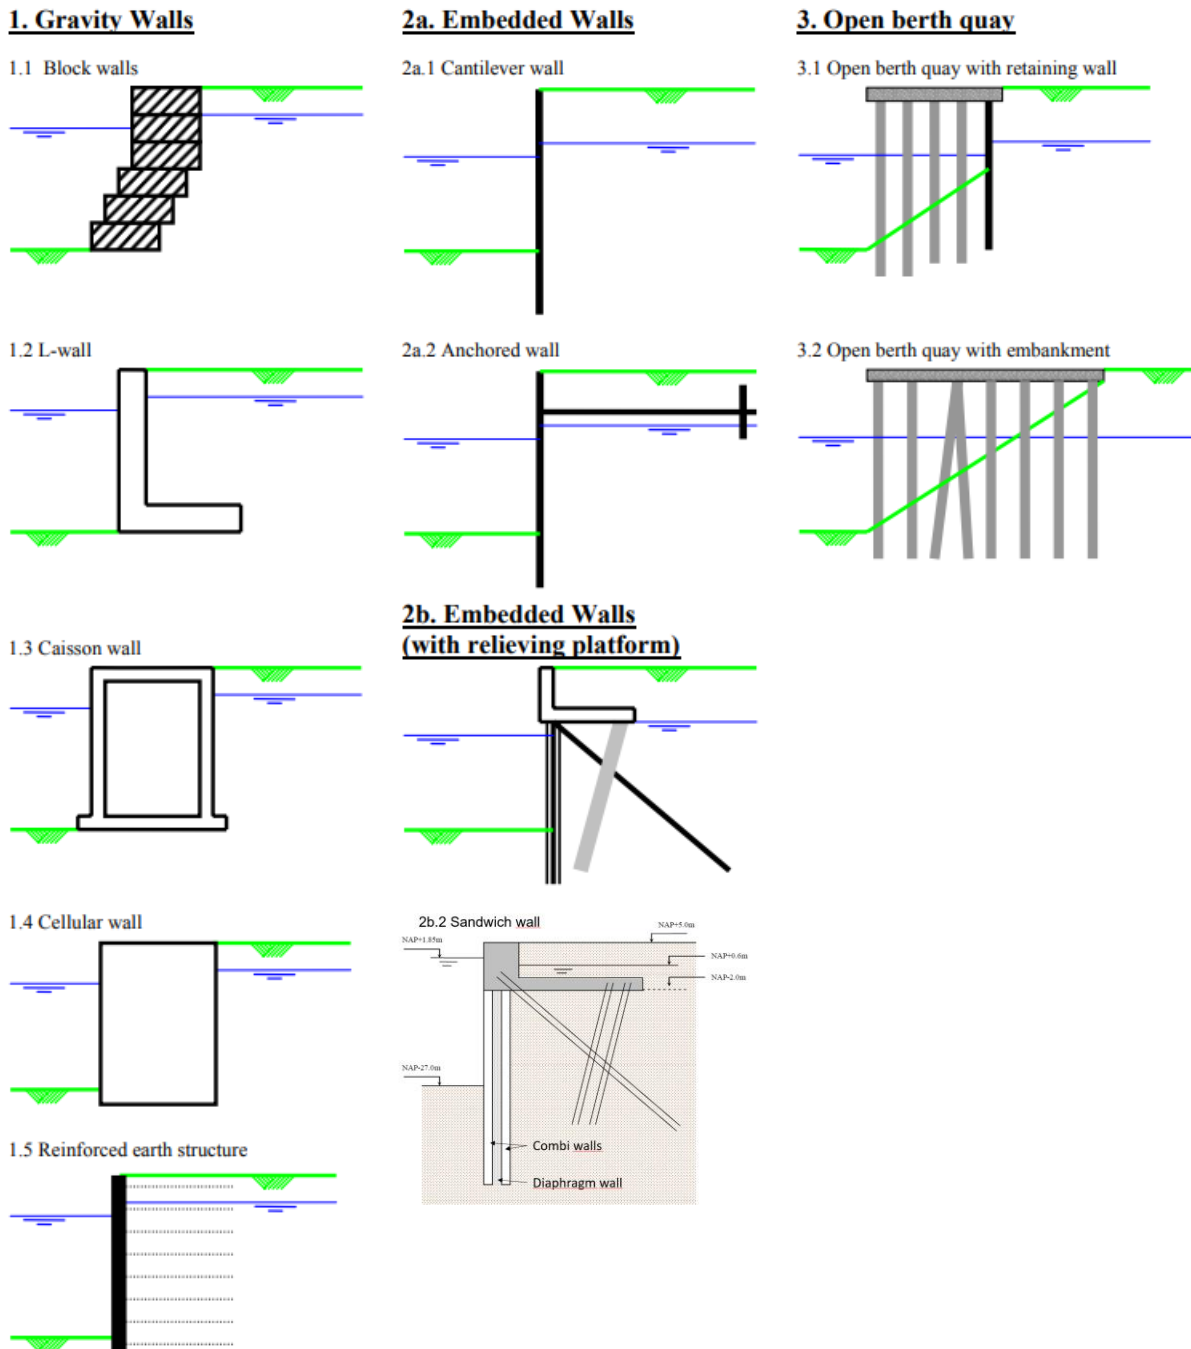 1. Gravity Walls
1.1 Block walls
1.2 L-wall
1.3 Caisson wall
1.4 Cellular wall
1.5 Reinforced earth structure
2a. Embedded Walls
2a.1 Cantilever wall
2a.2 Anchored wall
2b. Embedded Walls
(with relieving platform)
2b.2 Sandwich wall
NAP+5.0m
NAP+1.85m
NAP+0.6m
NAP-2.0m
NAP-27.0m
Combi walls
Diaphragm wall
3. Open berth quay
3.1 Open berth quay with retaining wall
3.2 Open berth quay with embankment